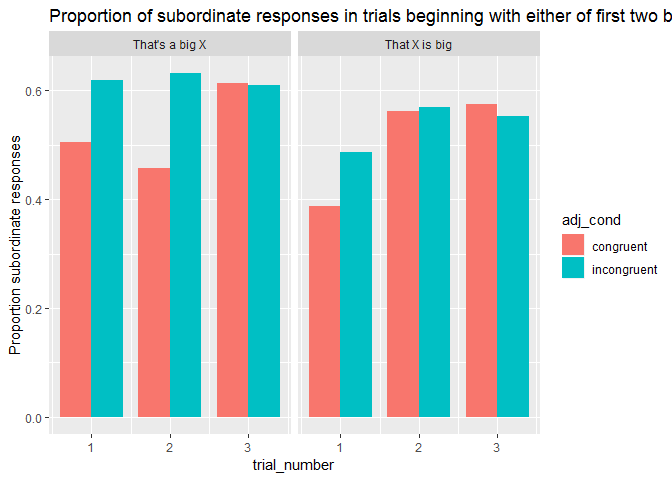 Proportion of subordinate responses in trials beginning with either of first two b
That's a big X
That X is big
Proportion subordinate responses
0.6
0.4
0.2
0.0
1 2 3
1 2 3
trial_number
adj_cond
congruent
incongruent